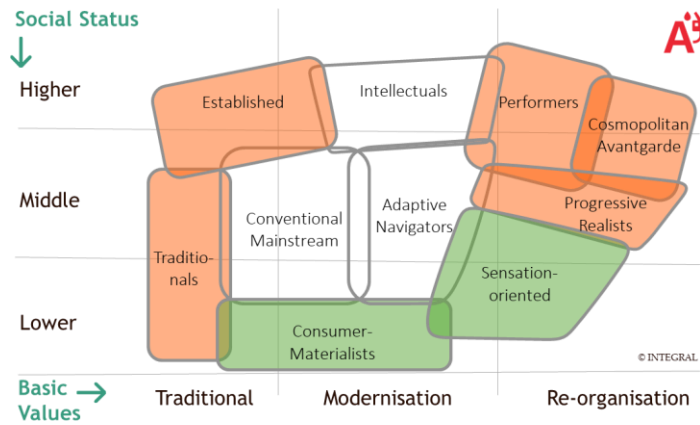 Social Status
Higher
Established
Intellectuals
Performers
Cosmopolitan
Avantgarde
Middle
Conventional
Mainstream
Adaptive
Navigators
Progressive
Realists
Traditio-
nals
Sensation-
oriented
Lower
Consumer-
Materialists
© INTEGRAL
Basic
Values
Traditional
Modernisation
Re-organisation
A